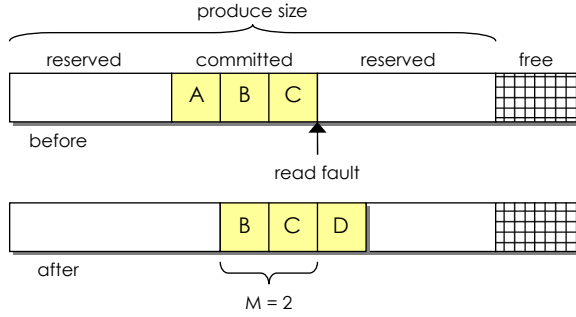 produce size
reserved committed reserved free
A B C
before
read fault
B C D
after
M = 2